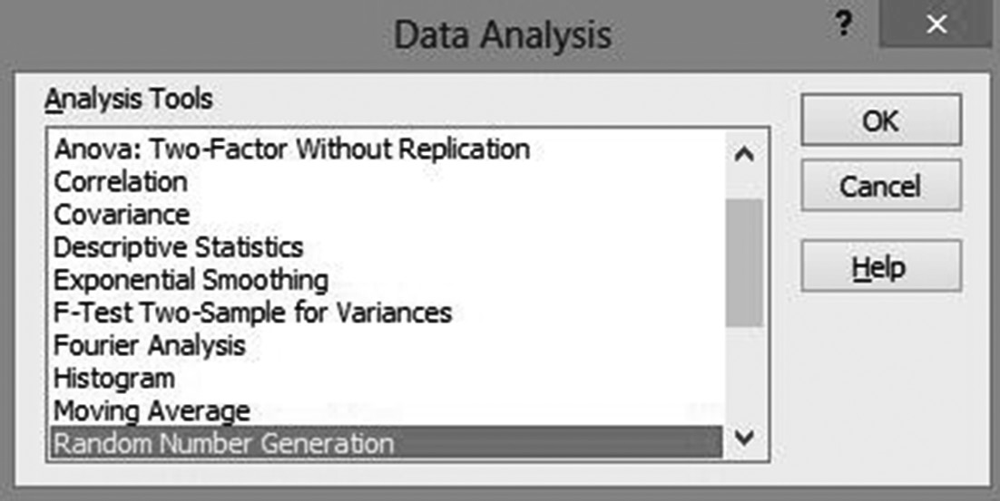 Data Analysis
?
Analysis Tools
Anova: Two-Factor Without Replication
Correlation
Covariance
Descriptive Statistics
Exponential Smoothing
F-Test Two-Sample for Variances
Fourier Analysis
Histogram
Moving Average
Random Number Generation
OK
Cancel
Help